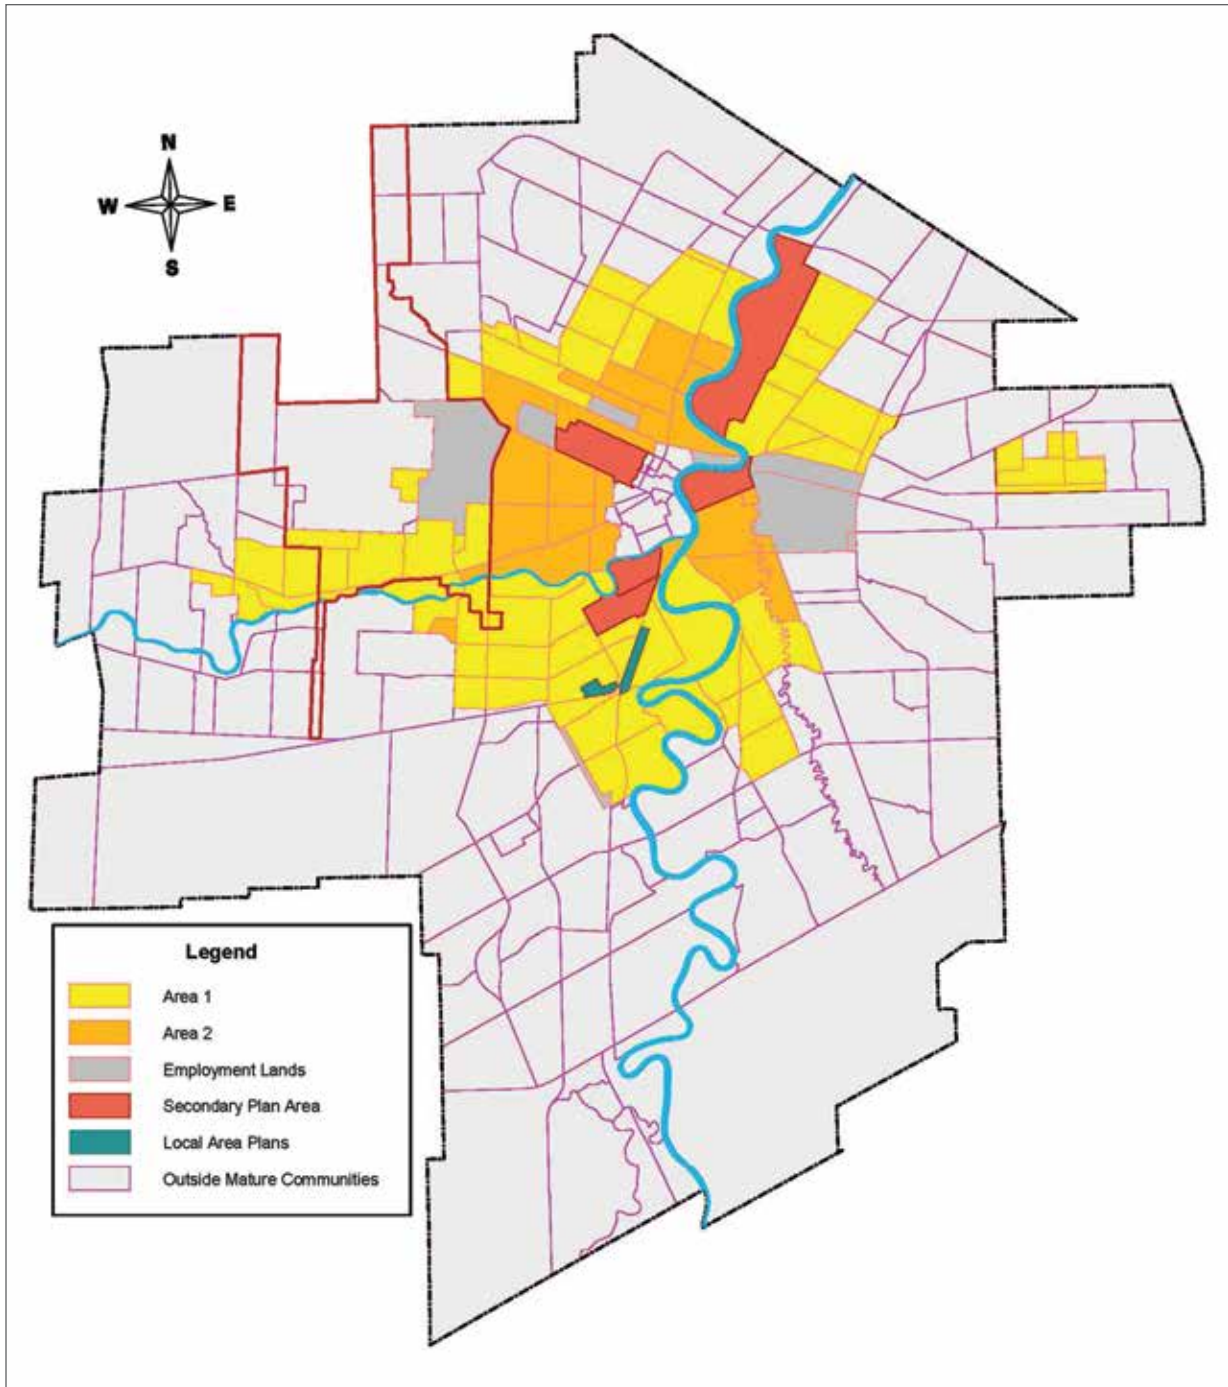 N
W E
S
Legend
Area 1
Area 2
Employment Lands
Secondary Plan Area
Local Area Plans
Outside Mature Communities